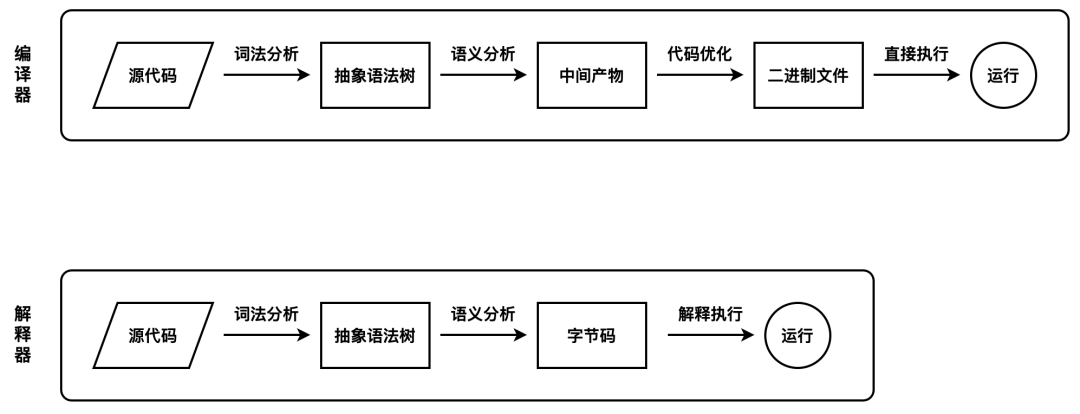 编译器
源代码
词法分析
抽象语法树
语义分析
中间产物
代码优化
二进制文件
直接执行
运行
解释器
源代码
词法分析
抽象语法树
语义分析
字节码
解释执行
运行